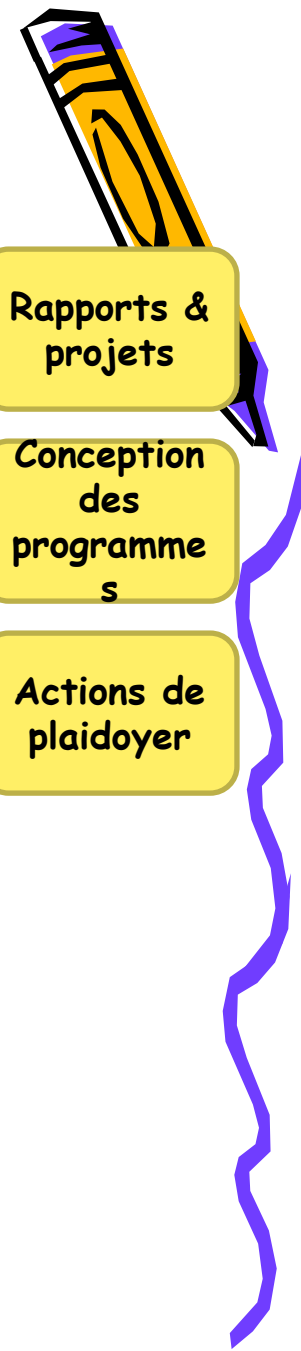 Rapports &
projets
Conception
des
programme
s
Actions de
plaidoyer